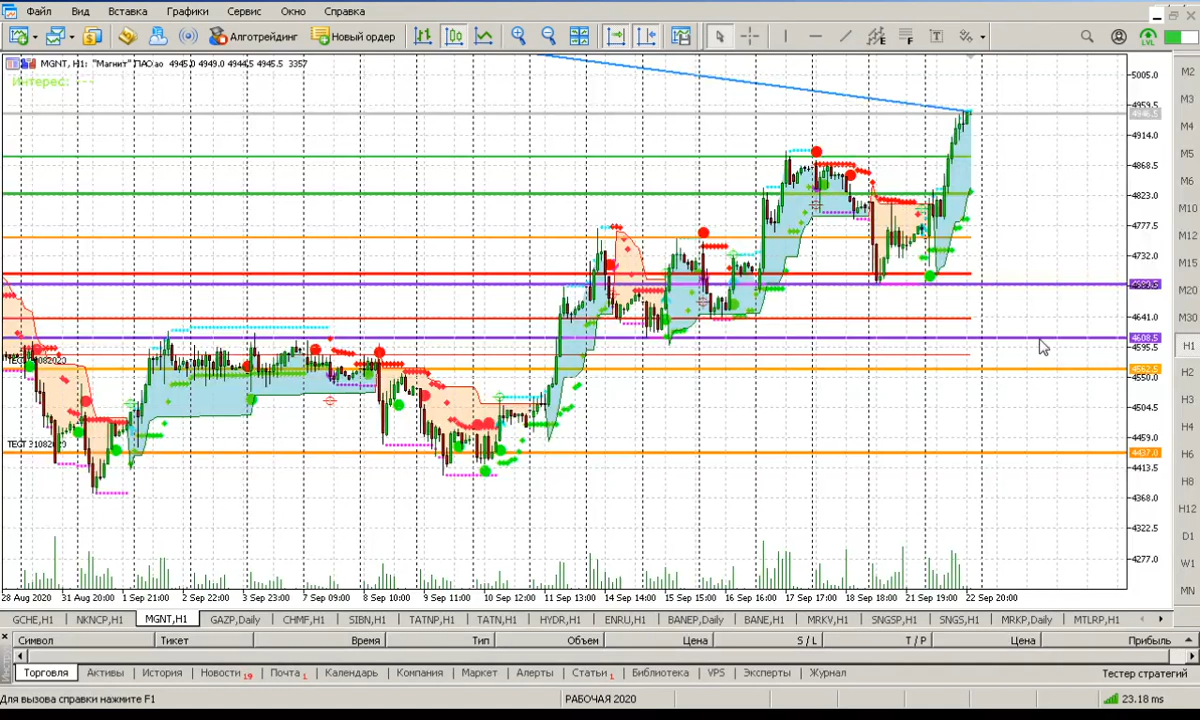 Файл Вид Вставка Графики Сервис Окно Справка
Алготрейдинг Новый ордер LVL
MGNT, H1: "Магнит" ПАО ао 4945.0 4949.0 4944.5 4945.5 3357
Интерес: ---
5005.0
4959.5
4946.5
4914.0
4868.5
4823.0
4777.5
4732.0
4641.0
4608.5
4595.5
4562.5
4550.0
4504.5
4459.0
4437.0
4413.5
4368.0
4322.5
4277.0
ТЕСТ 31082020
28 Aug 2020 31 Aug 20:00 1 Sep 21:00 2 Sep 22:00 3 Sep 23:00 7 Sep 09:00 8 Sep 10:00 9 Sep 11:00 10 Sep 12:00 11 Sep 13:00 14 Sep 14:00 15 Sep 15:00 16 Sep 16:00 17 Sep 17:00 18 Sep 18:00 21 Sep 19:00 22 Sep 20:00
M2
M3
M4
M5
M6
M10
M12
M15
M20
M30
H1
H2
H3
H4
H6
H8
H12
D1
W1
MN
GCHE,H1 NKNCP,H1 MGNT,H1 GAZP,Daily CHMF,H1 SIBN,H1 TATNP,H1 TATN,H1 HYDR,H1 ENRU,H1 BANEP,Daily BANE,H1 MRKV,H1 SNGSP,H1 SNGS,H1 MRKP,Daily MTLRP,H1
Символ Тикет Время Тип Объем Цена S / L T / P Цена Прибыль
Торговля Активы История Новости 19 Почта 1 Календарь Компания Маркет Алерты Статьи 1 Библиотека VPS Эксперты Журнал Тестер стратегий
Для вызова справки нажмите F1 РАБОЧАЯ 2020 23.18 ms